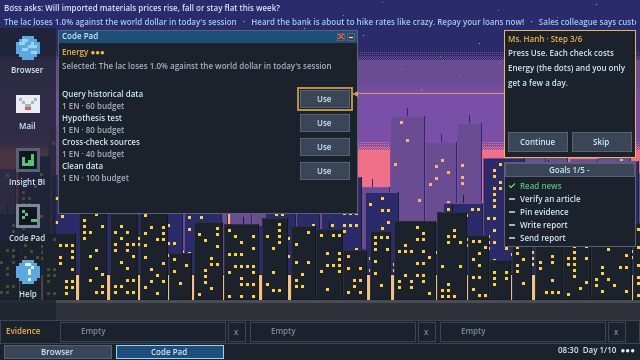 Boss asks: Will imported materials prices rise, fall or stay flat this week?
The lac loses 1.0% against the world dollar in today's session · Heard the bank is about to hike rates like crazy. Repay your loans now! · Sales colleague says cust
Code Pad
Energy
Selected: The lac loses 1.0% against the world dollar in today's session
Query historical data
1 EN · 60 budget
Use
Hypothesis test
1 EN · 80 budget
Use
Cross-check sources
1 EN · 40 budget
Use
Clean data
1 EN · 100 budget
Use
Ms. Hanh · Step 3/6
Press Use. Each check costs
Energy (the dots) and you only
get a few a day.
Continue
Skip
Goals 1/5 -
Read news
Verify an article
Pin evidence
Write report
Send report
Browser
Mail
Insight BI
Code Pad
Help
Evidence
Empty
x
Empty
x
Empty
x
Browser
Code Pad
08:30 Day 1/10